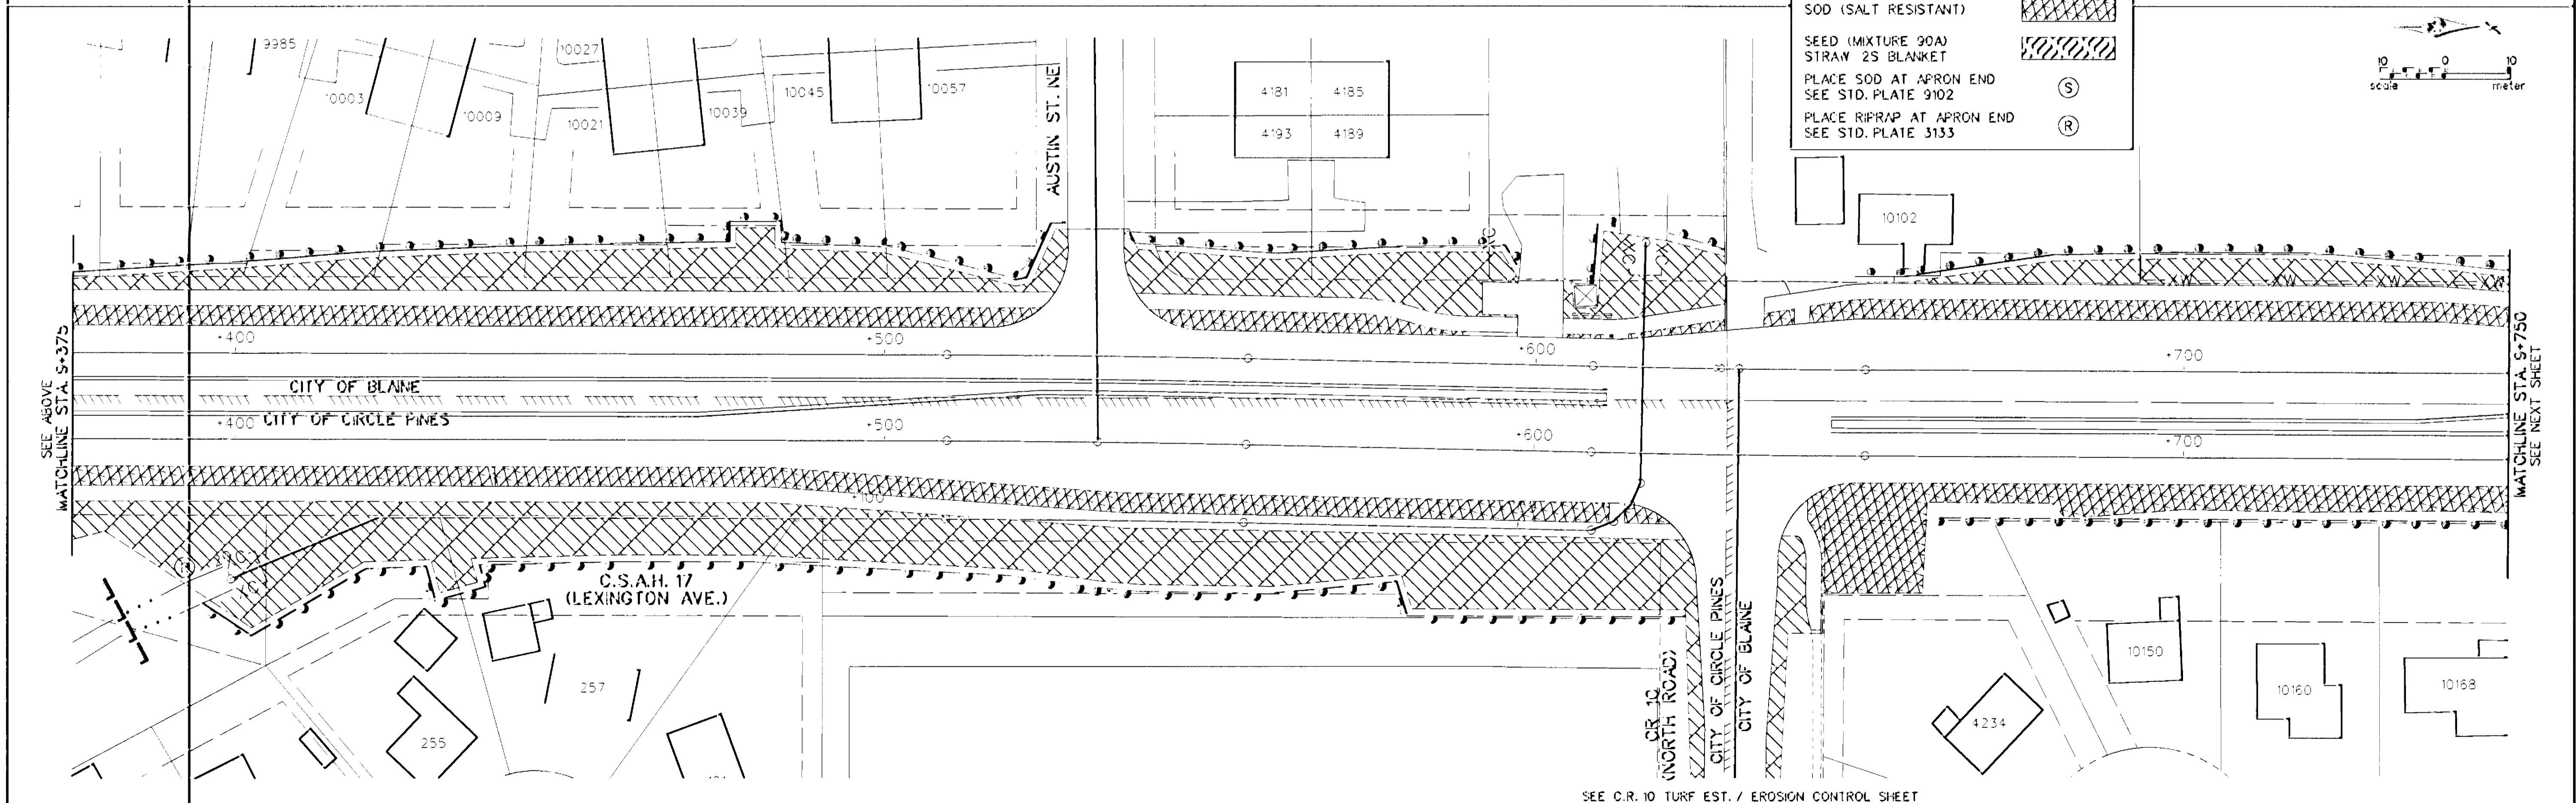 SOD (SALT RESISTANT)
SEED (MIXTURE 90A)
STRAW 2S BLANKET
PLACE SOD AT APRON END
SEE STD. PLATE 9102
S
PLACE RIPRAP AT APRON END
SEE STD. PLATE 3133
R
10 0 10
scale meter
9985
10003
10009
10027
10021
10039
10045
10057
AUSTIN ST. NE
4181 4185
4193 4189
10102
SEE ABOVE
MATCHLINE STA. 5+375
+400
+500
+600
+700
CITY OF BLAINE
CITY OF CIRCLE PINES
+400
+500
+600
+700
MATCHLINE STA. 5+750
SEE NEXT SHEET
C.S.A.H. 17
(LEXINGTON AVE.)
257
255
C.R. 10
(NORTH ROAD)
CITY OF CIRCLE PINES
CITY OF BLAINE
4234
10150
10160
10168
SEE C.R. 10 TURF EST. / EROSION CONTROL SHEET